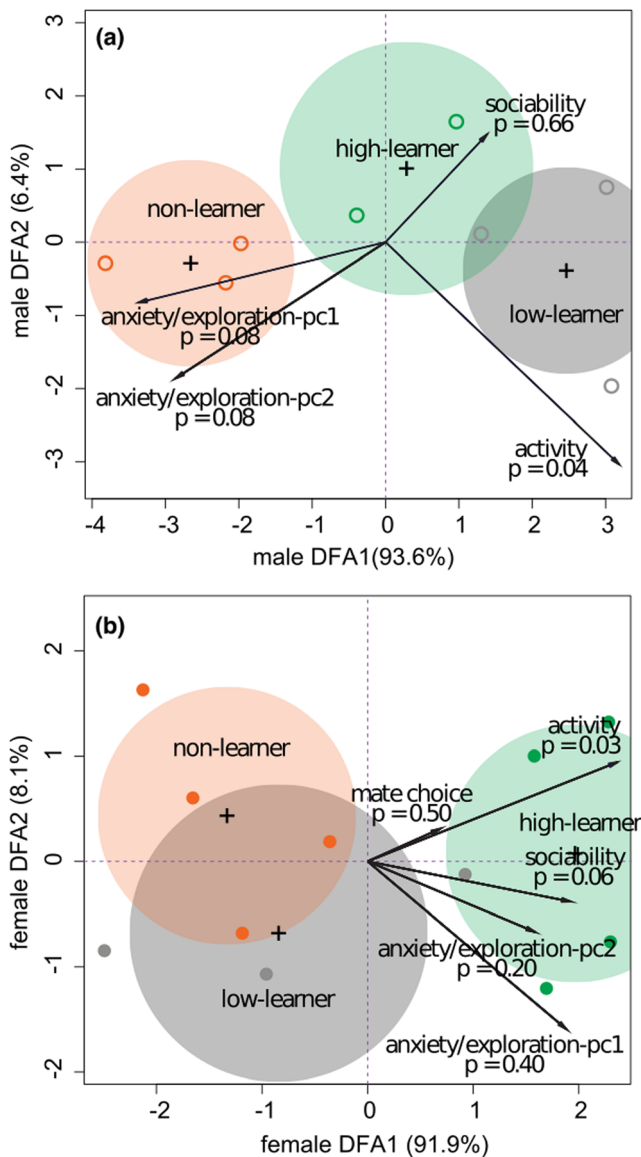 (a)
3
2
1
0
-1
-2
-3
male DFA2 (6.4%)
sociability
p = 0.66
high-learner
non-learner
low-learner
anxiety/exploration-pc1
p = 0.08
anxiety/exploration-pc2
p = 0.08
activity
p = 0.04
-4 -3 -2 -1 0 1 2 3
male DFA1(93.6%)
(b)
2
1
0
-1
-2
female DFA2 (8.1%)
activity
p = 0.03
non-learner
mate choice
p = 0.50
high-learner
sociability
p = 0.06
anxiety/exploration-pc2
p = 0.20
low-learner
anxiety/exploration-pc1
p = 0.40
-2 -1 0 1 2
female DFA1 (91.9%)